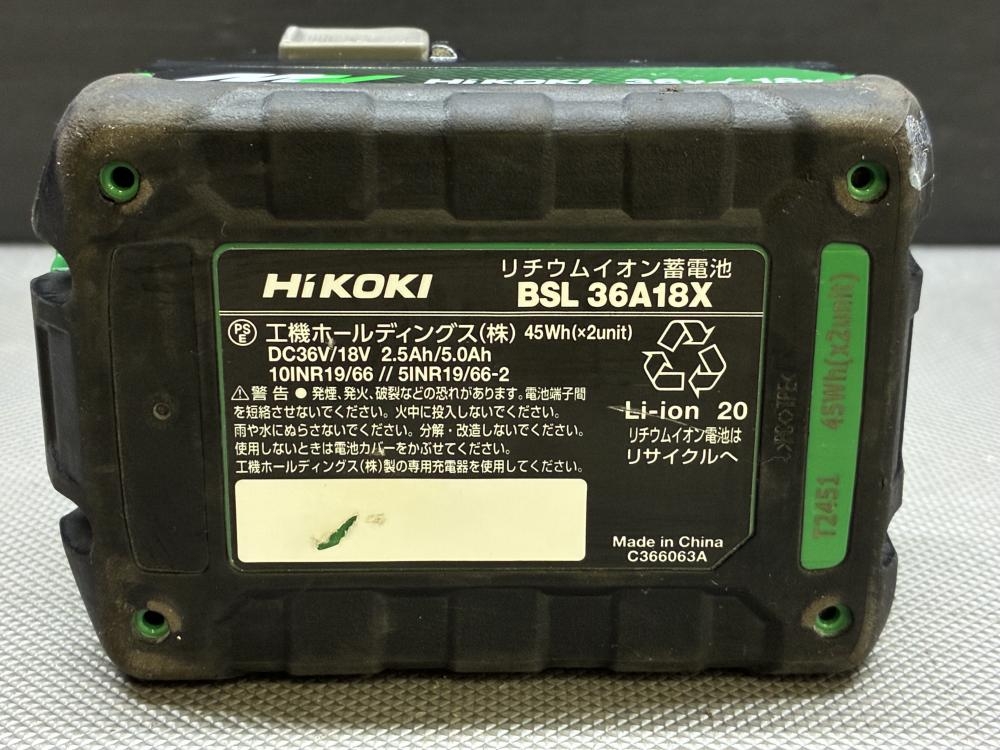 HiKOKI 36V 18V
HiKOKI
リチウムイオン蓄電池
BSL 36A18X
PSE
工機ホールディングス(株) 45Wh(×2unit)
DC36V/18V 2.5Ah/5.0Ah
10INR19/66 // 5INR19/66-2
⚠警告 ● 発煙、発火、破裂などの恐れがあります。電池端子間
を短絡させないでください。火中に投入しないでください。
雨や水にぬらさないでください。分解・改造しないでください。
使用しないときは電池カバーをかぶせてください。
工機ホールディングス(株)製の専用充電器を使用してください。
Li-ion 20
リチウムイオン電池は
リサイクルへ
Made in China
C366063A
T2451 45Wh(x2unit)